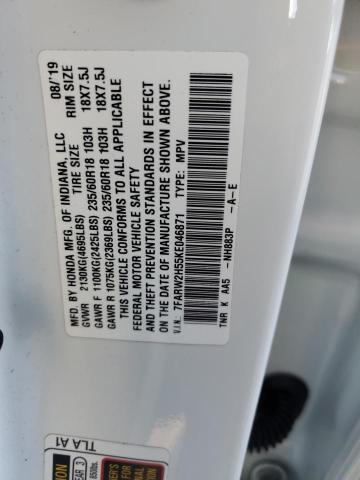 MFD. BY HONDA MFG. OF INDIANA, LLC 08/'19
TIRE SIZE RIM SIZE
GVWR 2130KG(4695LBS)
GAWR F 1100KG(2425LBS) 235/60R18 103H 18X7.5J
GAWR R 1075KG(2369LBS) 235/60R18 103H 18X7.5J
THIS VEHICLE CONFORMS TO ALL APPLICABLE
FEDERAL MOTOR VEHICLE SAFETY
AND THEFT PREVENTION STANDARDS IN EFFECT
ON THE DATE OF MANUFACTURE SHOWN ABOVE.
V.I.N.: 7FARW2H55KE046871 TYPE: MPV
TNR K AA5 -NH883P -A-E
TLA A1